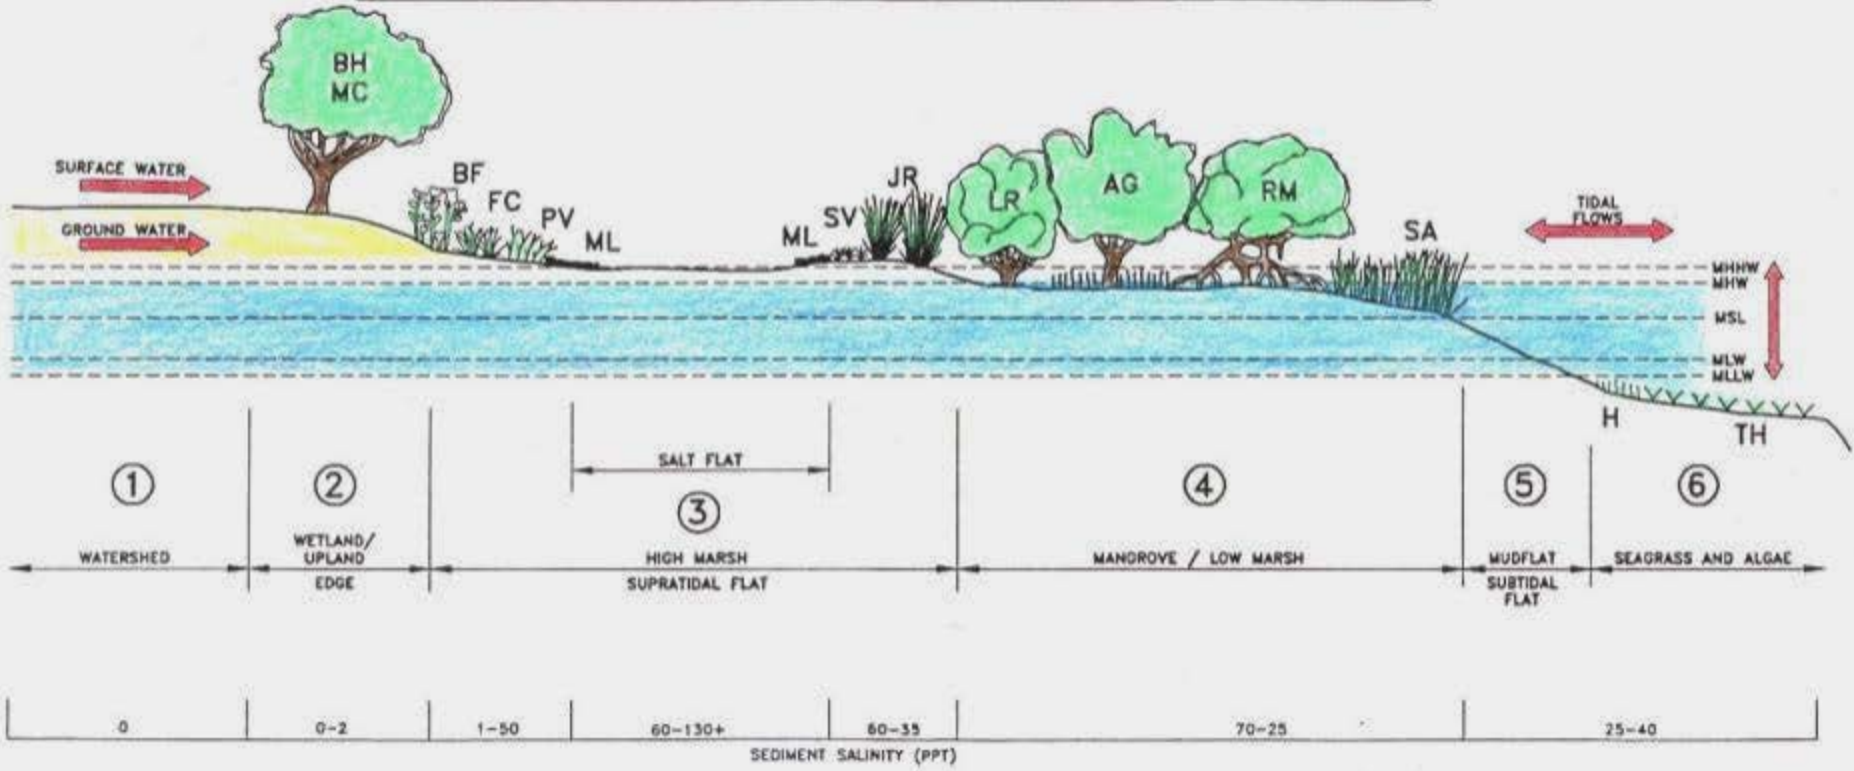 BH
MC
SURFACE WATER
GROUND WATER
BF
FC
PV
ML
ML
SV
JR
LR
AG
RM
SA
TIDAL
FLOWS
MHHW
MHW
MSL
MLW
MLLW
H
TH
1
2
SALT FLAT
3
4
5
6
WATERSHED
WETLAND/
UPLAND
EDGE
HIGH MARSH
SUPRATIDAL FLAT
MANGROVE / LOW MARSH
MUDFLAT
SUBTIDAL
FLAT
SEAGRASS AND ALGAE
0
0-2
1-50
60-130+
60-35
70-25
25-40
SEDIMENT SALINITY (PPT)